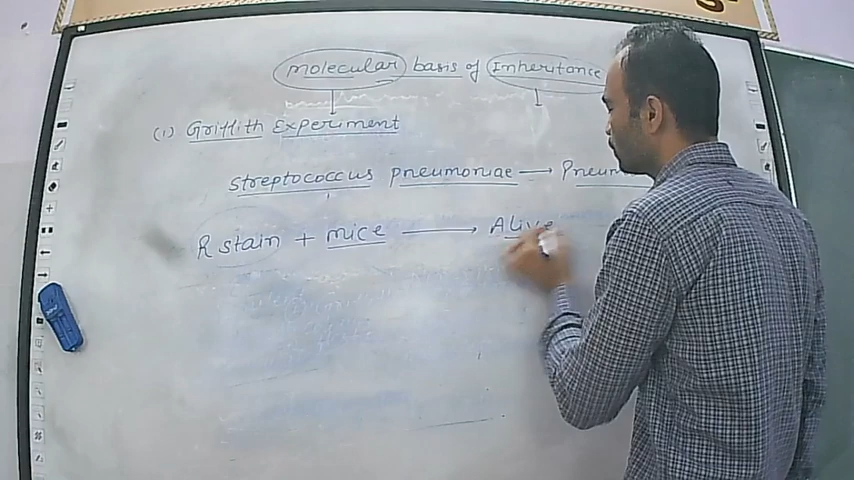 molecular basis of Inheritance
(1) Griffith Experiment
streptococcus pneumoniae → Pneum
R stain + mice → Alive